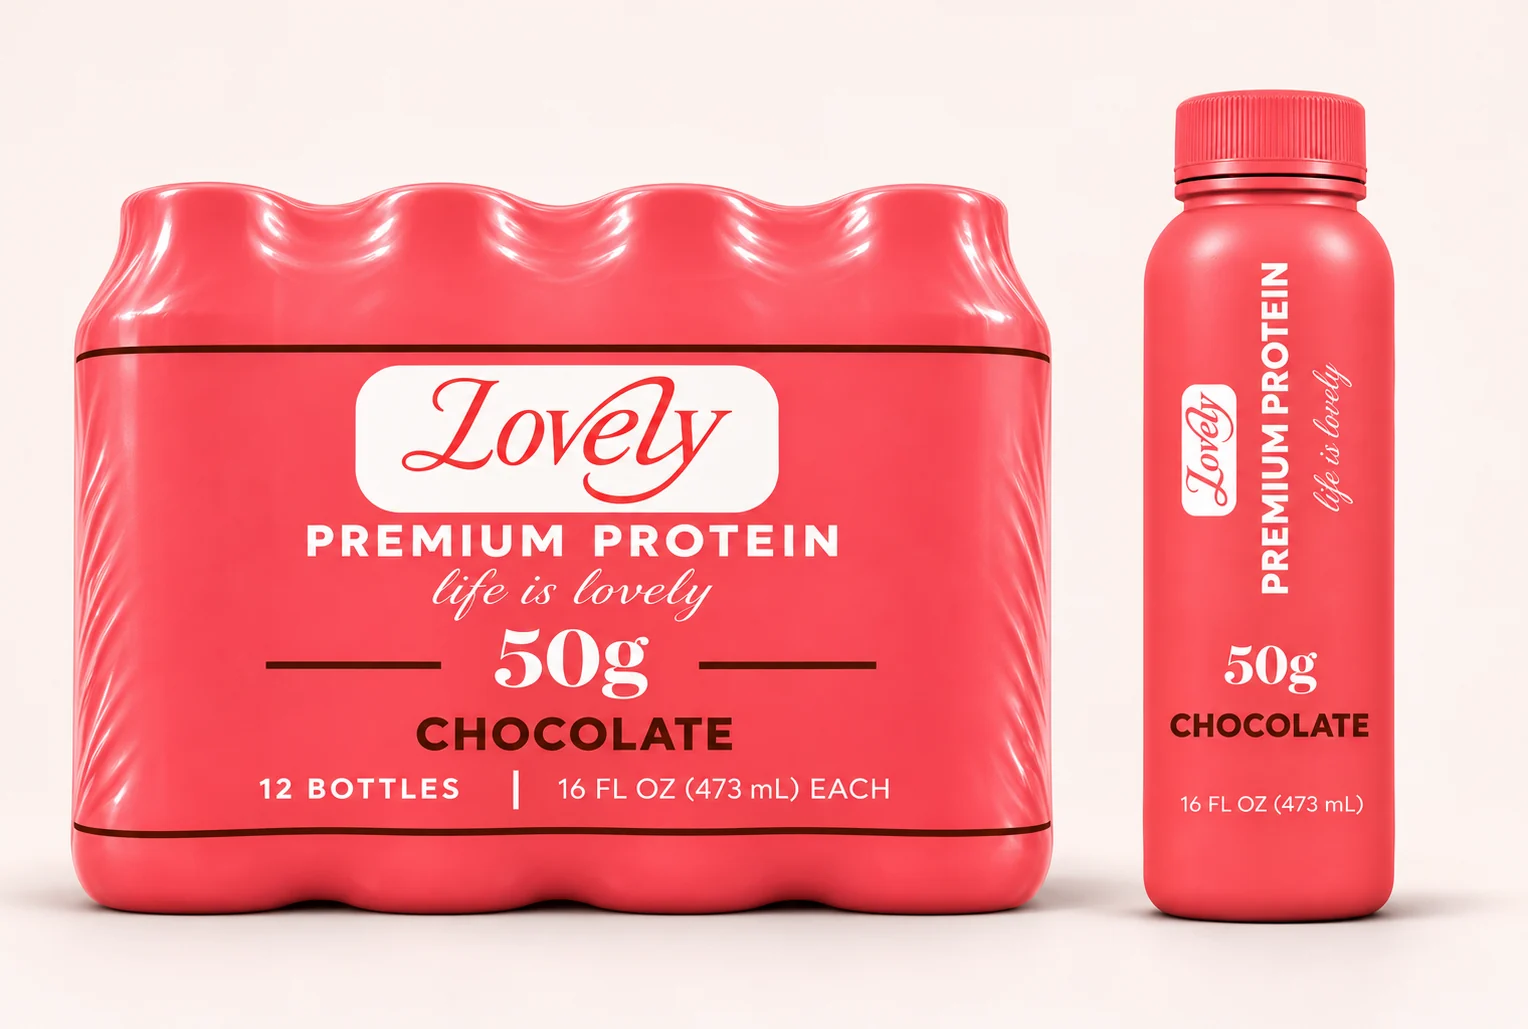 Lovely
PREMIUM PROTEIN
life is lovely
50g
CHOCOLATE
12 BOTTLES | 16 FL OZ (473 mL) EACH
Lovely
PREMIUM PROTEIN
life is lovely
50g
CHOCOLATE
16 FL OZ (473 mL)